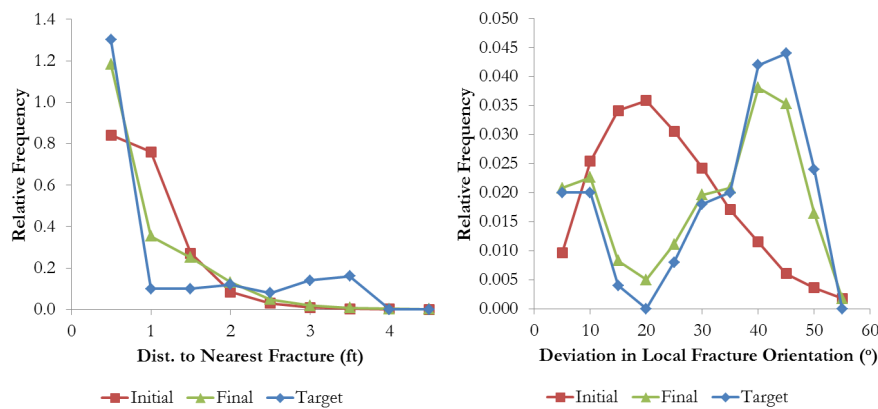 1.4
1.2
1.0
0.8
0.6
0.4
0.2
0.0
Relative Frequency
0 1 2 3 4
Dist. to Nearest Fracture (ft)
Initial Final Target
0.050
0.045
0.040
0.035
0.030
0.025
0.020
0.015
0.010
0.005
0.000
Relative Frequency
0 10 20 30 40 50 60
Deviation in Local Fracture Orientation (º)
Initial Final Target